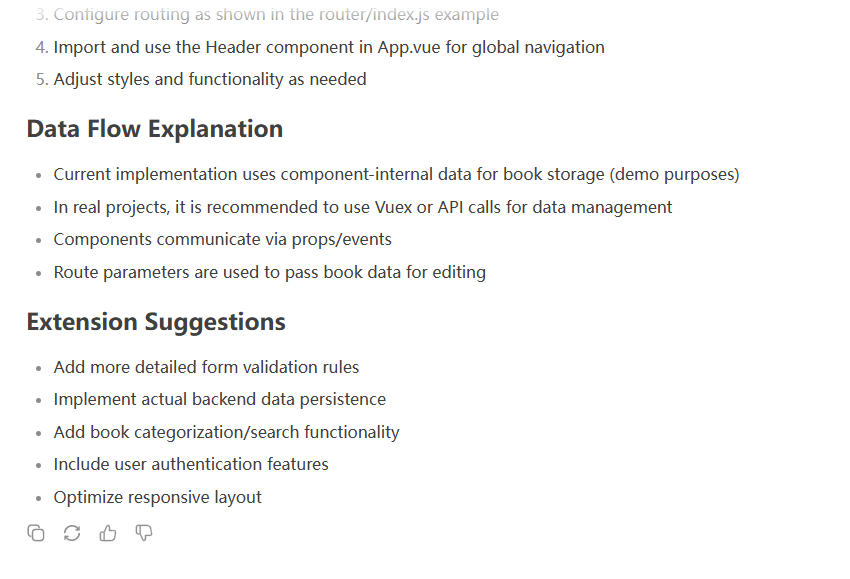 3. Configure routing as shown in the router/index.js example
4. Import and use the Header component in App.vue for global navigation
5. Adjust styles and functionality as needed
Data Flow Explanation
• Current implementation uses component-internal data for book storage (demo purposes)
• In real projects, it is recommended to use Vuex or API calls for data management
• Components communicate via props/events
• Route parameters are used to pass book data for editing
Extension Suggestions
• Add more detailed form validation rules
• Implement actual backend data persistence
• Add book categorization/search functionality
• Include user authentication features
• Optimize responsive layout